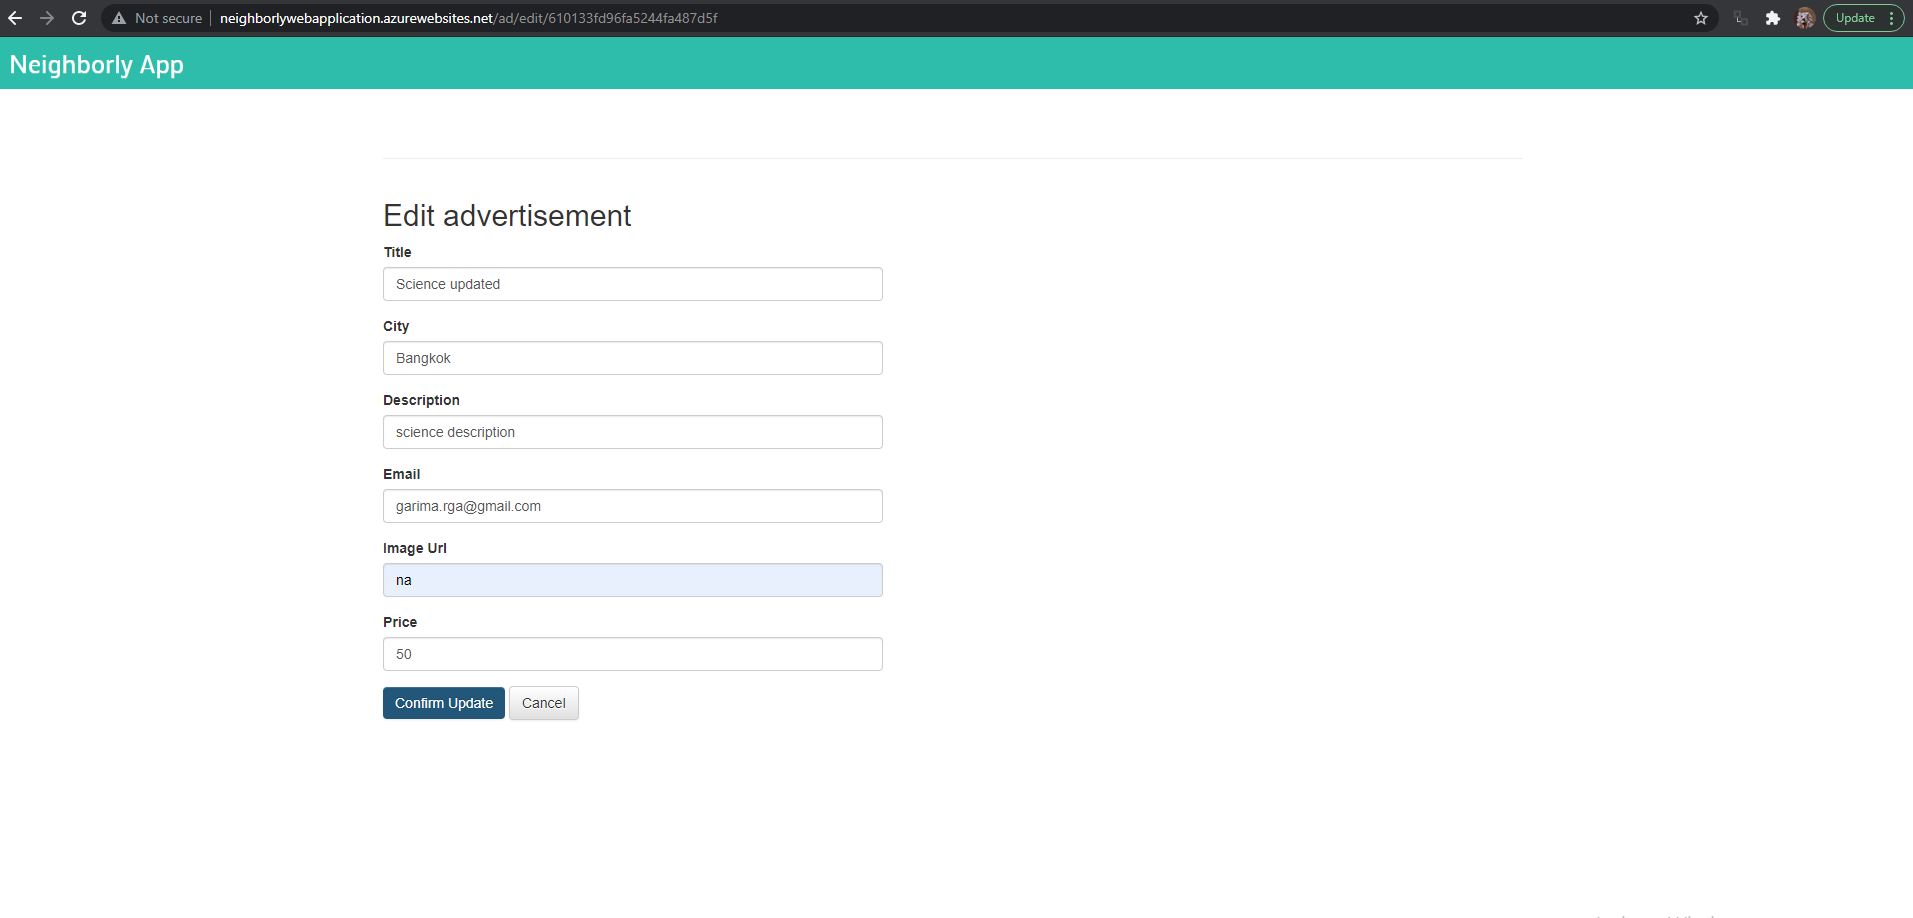 Not secure | neighborlywebapplication.azurewebsites.net/ad/edit/610133fd96fa5244fa487d5f
Update
Neighborly App
Edit advertisement
Title
Science updated
City
Bangkok
Description
science description
Email
garima.rga@gmail.com
Image Url
na
Price
50
Confirm Update Cancel